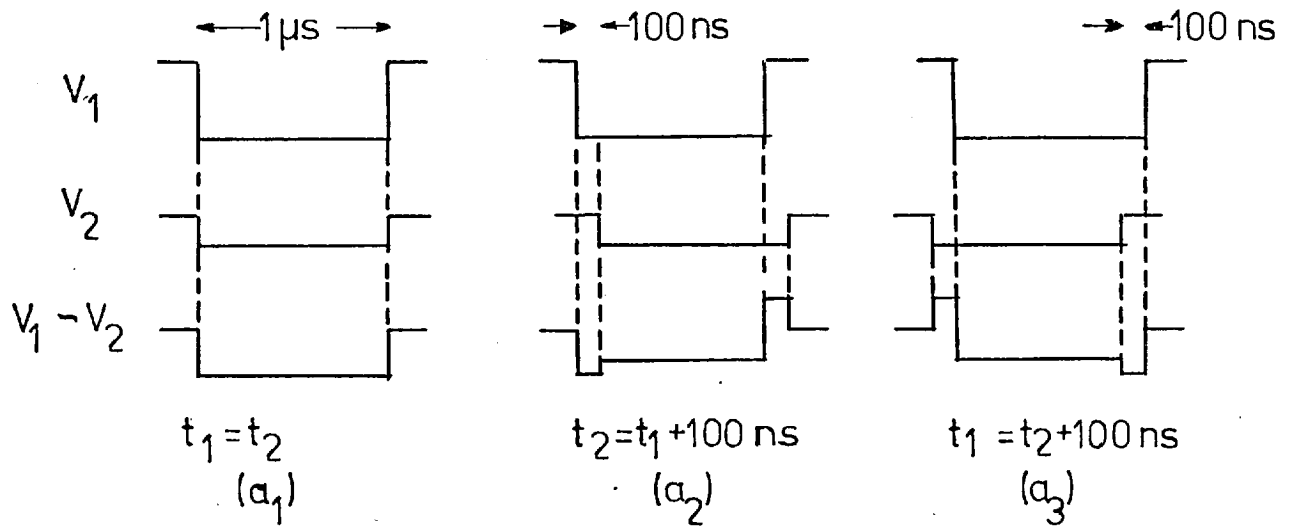 1µs
100 ns
100 ns
V₁
V₂
V₁ - V₂
t₁ = t₂
t₂=t₁+100 ns
t₁ = t₂+100 ns
(a₁)
(a₂)
(a₃)